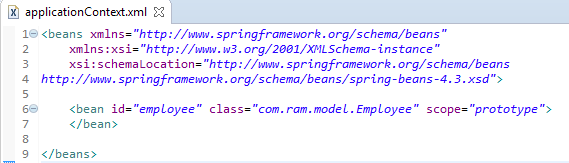 applicationContext.xml
1 <beans xmlns="http://www.springframework.org/schema/beans"
2 xmlns:xsi="http://www.w3.org/2001/XMLSchema-instance"
3 xsi:schemaLocation="http://www.springframework.org/schema/beans
4 http://www.springframework.org/schema/beans/spring-beans-4.3.xsd">
5
6 <bean id="employee" class="com.ram.model.Employee" scope="prototype">
7 </bean>
8
9 </beans>